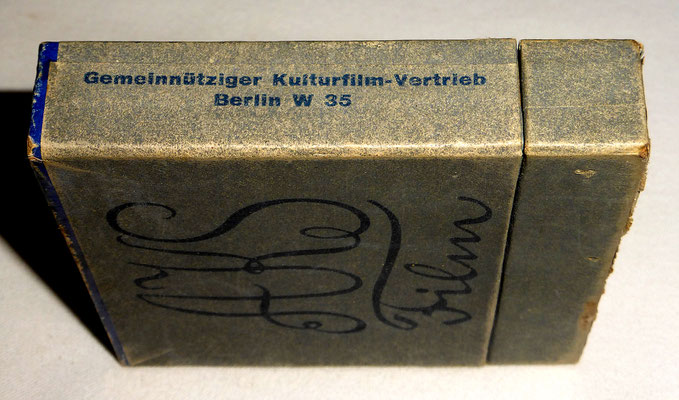 Gemeinnütziger Kulturfilm-Vertrieb
Berlin W 35
Film